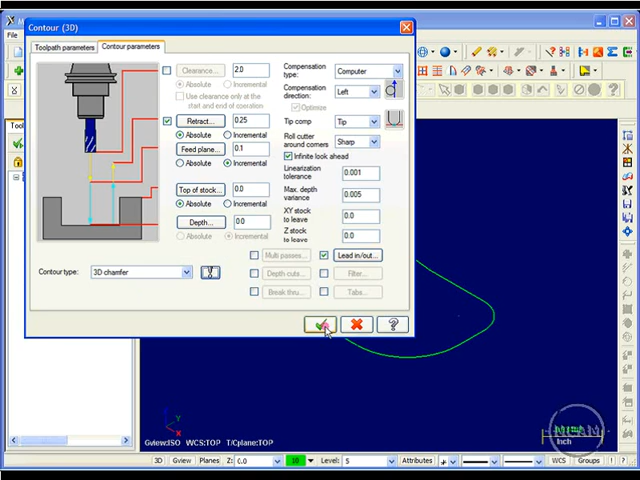 M
Contour (3D)
File
Toolpath parameters
Contour parameters
Clearance...
2.0
Absolute
Incremental
Use clearance only at the
start and end of operation
Retract...
0.25
Absolute
Incremental
Feed plane...
0.1
Absolute
Incremental
Top of stock...
0.0
Absolute
Incremental
Depth...
0.0
Absolute
Incremental
Compensation
type:
Computer
Compensation
direction:
Left
Optimize
Tip comp
Tip
Roll cutter
around corners
Sharp
Infinite look ahead
Linearization
tolerance
0.001
Max. depth
variance
0.005
XY stock
to leave
0.0
Z stock
to leave
0.0
Multi passes...
Lead in/out...
Depth cuts...
Filter...
Break thru...
Tabs...
Contour type:
3D chamfer
Tool
Y
X
Gview:ISO WCS:TOP T/Cplane:TOP
Inch
3D
Gview
Planes
Z:
0.0
10
Level:
5
Attributes
WCS
Groups
?